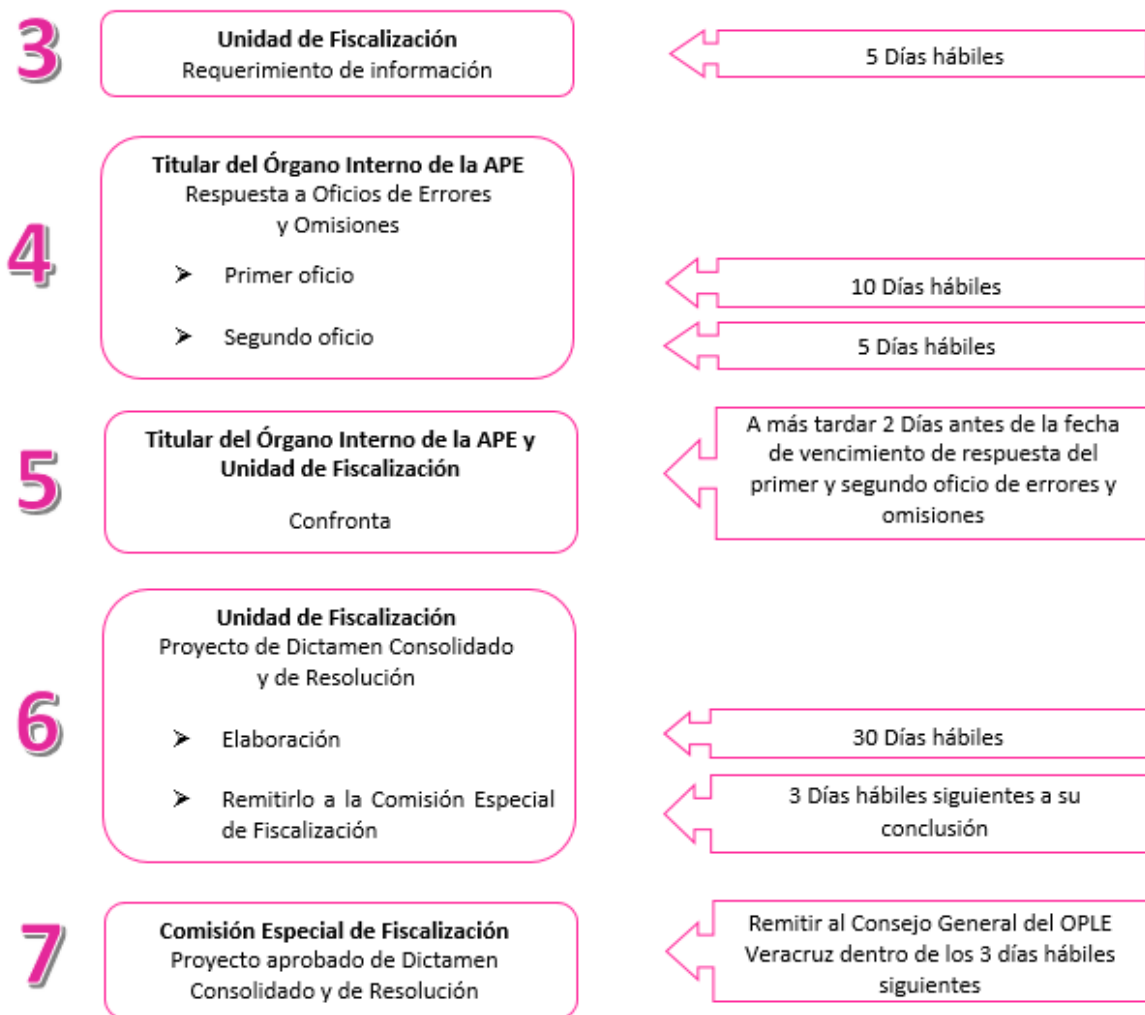 3
Unidad de Fiscalización
Requerimiento de información
5 Días hábiles
4
Titular del Órgano Interno de la APE
Respuesta a Oficios de Errores
y Omisiones
➤ Primer oficio
10 Días hábiles
➤ Segundo oficio
5 Días hábiles
5
Titular del Órgano Interno de la APE y
Unidad de Fiscalización
Confronta
A más tardar 2 Días antes de la fecha
de vencimiento de respuesta del
primer y segundo oficio de errores y
omisiones
6
Unidad de Fiscalización
Proyecto de Dictamen Consolidado
y de Resolución
➤ Elaboración
30 Días hábiles
➤ Remitirlo a la Comisión Especial
de Fiscalización
3 Días hábiles siguientes a su
conclusión
7
Comisión Especial de Fiscalización
Proyecto aprobado de Dictamen
Consolidado y de Resolución
Remitir al Consejo General del OPLE
Veracruz dentro de los 3 días hábiles
siguientes